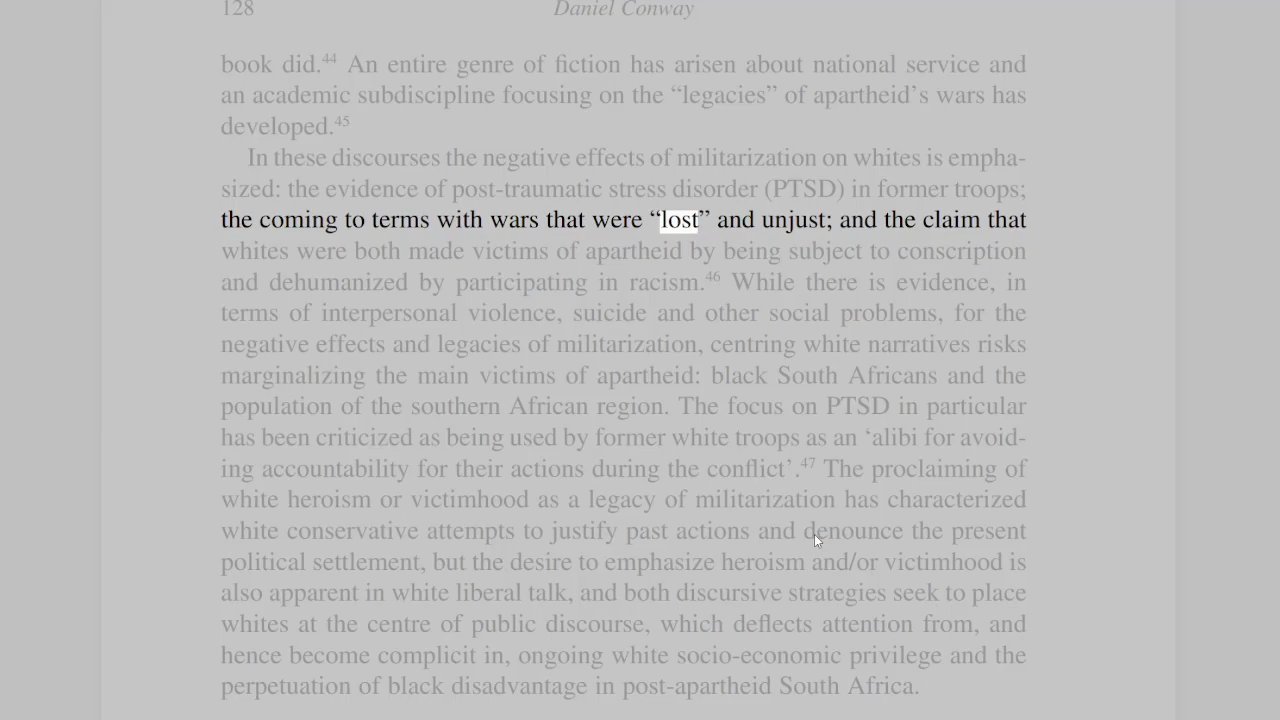 128 Daniel Conway
book did.44 An entire genre of fiction has arisen about national service and
an academic subdiscipline focusing on the “legacies” of apartheid’s wars has
developed.45
In these discourses the negative effects of militarization on whites is empha-
sized: the evidence of post-traumatic stress disorder (PTSD) in former troops;
the coming to terms with wars that were “lost” and unjust; and the claim that
whites were both made victims of apartheid by being subject to conscription
and dehumanized by participating in racism.46 While there is evidence, in
terms of interpersonal violence, suicide and other social problems, for the
negative effects and legacies of militarization, centring white narratives risks
marginalizing the main victims of apartheid: black South Africans and the
population of the southern African region. The focus on PTSD in particular
has been criticized as being used by former white troops as an ‘alibi for avoid-
ing accountability for their actions during the conflict’.47 The proclaiming of
white heroism or victimhood as a legacy of militarization has characterized
white conservative attempts to justify past actions and denounce the present
political settlement, but the desire to emphasize heroism and/or victimhood is
also apparent in white liberal talk, and both discursive strategies seek to place
whites at the centre of public discourse, which deflects attention from, and
hence become complicit in, ongoing white socio-economic privilege and the
perpetuation of black disadvantage in post-apartheid South Africa.